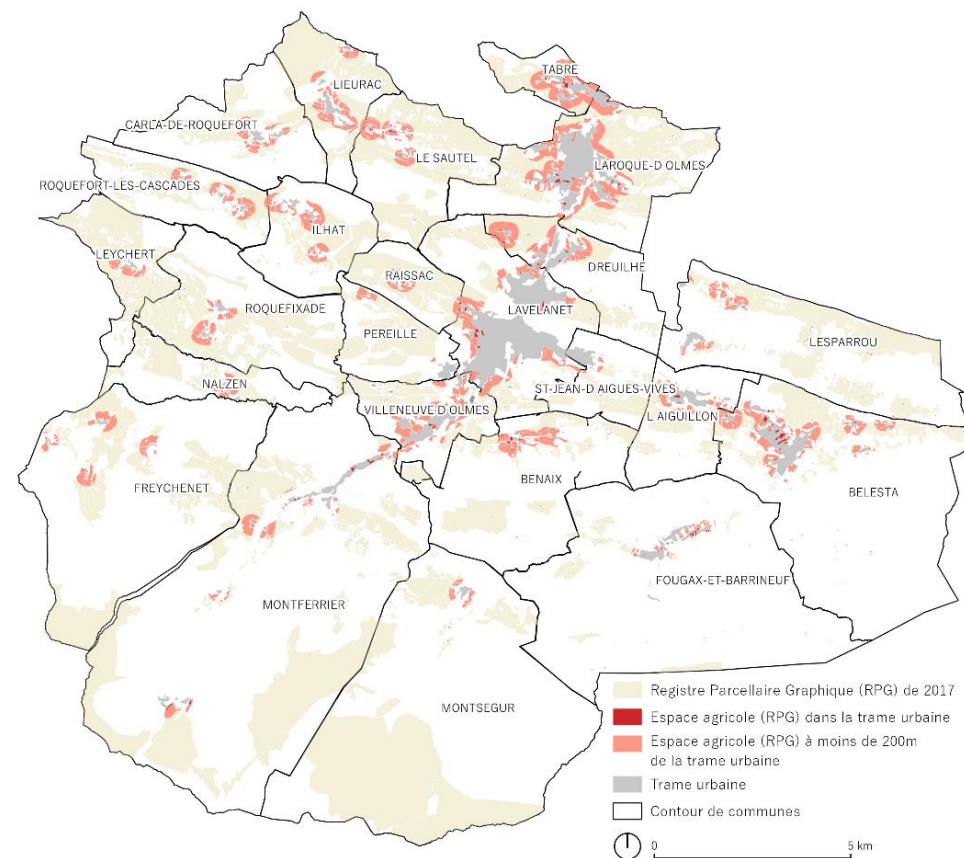 TABRE
LIEURAC
CARLA-DE-ROQUEFORT
LE SAUTEL
LAROQUE-D OLMES
ROQUEFORT-LES-CASCADES
ILHAT
LEYCHERT
RAISSAC
DREUILHE
ROQUEFIXADE
LAVELANET
PEREILLE
LESPARROU
NALZEN
ST-JEAN-D AIGUES-VIVES
VILLENEUVE-D'OLMES
L AIGUILLON
FREYCHENET
BENAIX
BELESTA
FOUGAX-ET-BARRINEUF
MONTFERRIER
MONTSEGUR
Registre Parcellaire Graphique (RPG) de 2017
Espace agricole (RPG) dans la trame urbaine
Espace agricole (RPG) à moins de 200m
de la trame urbaine
Trame urbaine
Contour de communes
0 5 km